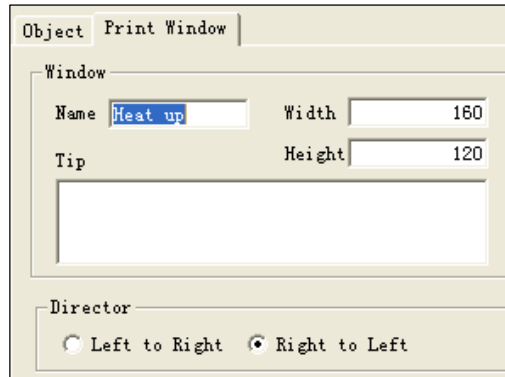 Object Print Window
Window
Name Heat up Width 160
Tip Height 120
Director
Left to Right Right to Left